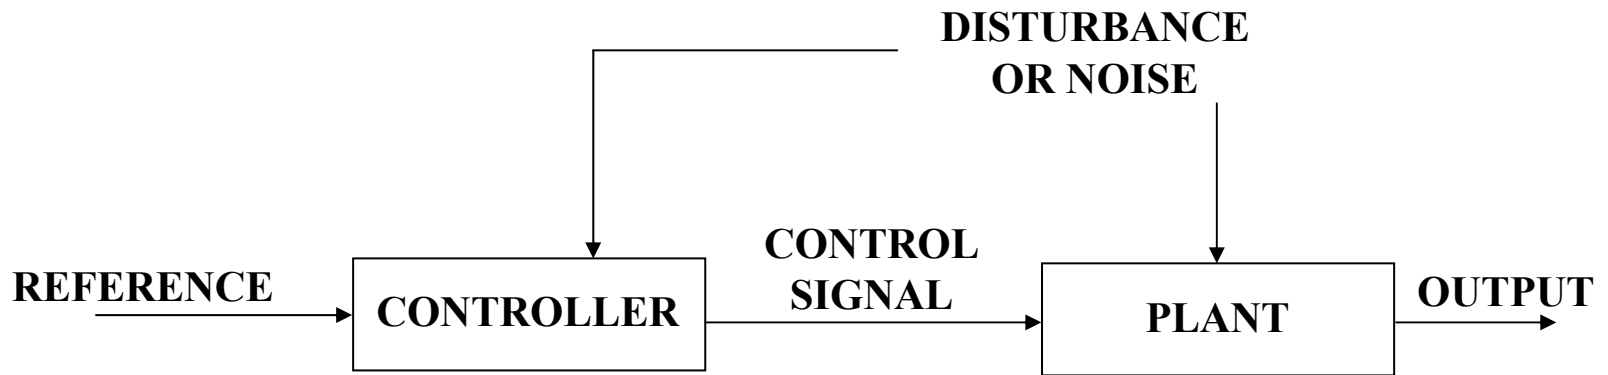 DISTURBANCE
OR NOISE
REFERENCE
CONTROLLER
CONTROL
SIGNAL
PLANT
OUTPUT